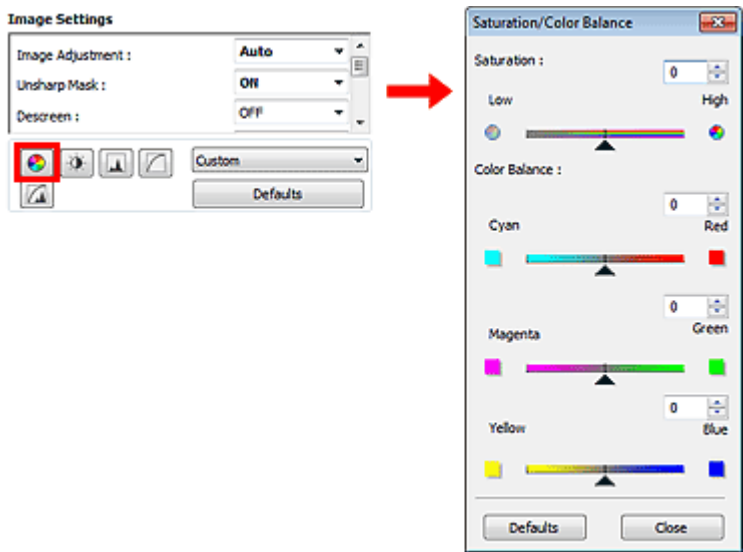 Image Settings
Image Adjustment :
Auto
Unsharp Mask :
ON
Descreen :
OFF
Custom
Defaults
Saturation/Color Balance
Saturation :
0
Low
High
Color Balance :
0
Cyan
Red
0
Magenta
Green
0
Yellow
Blue
Defaults
Close